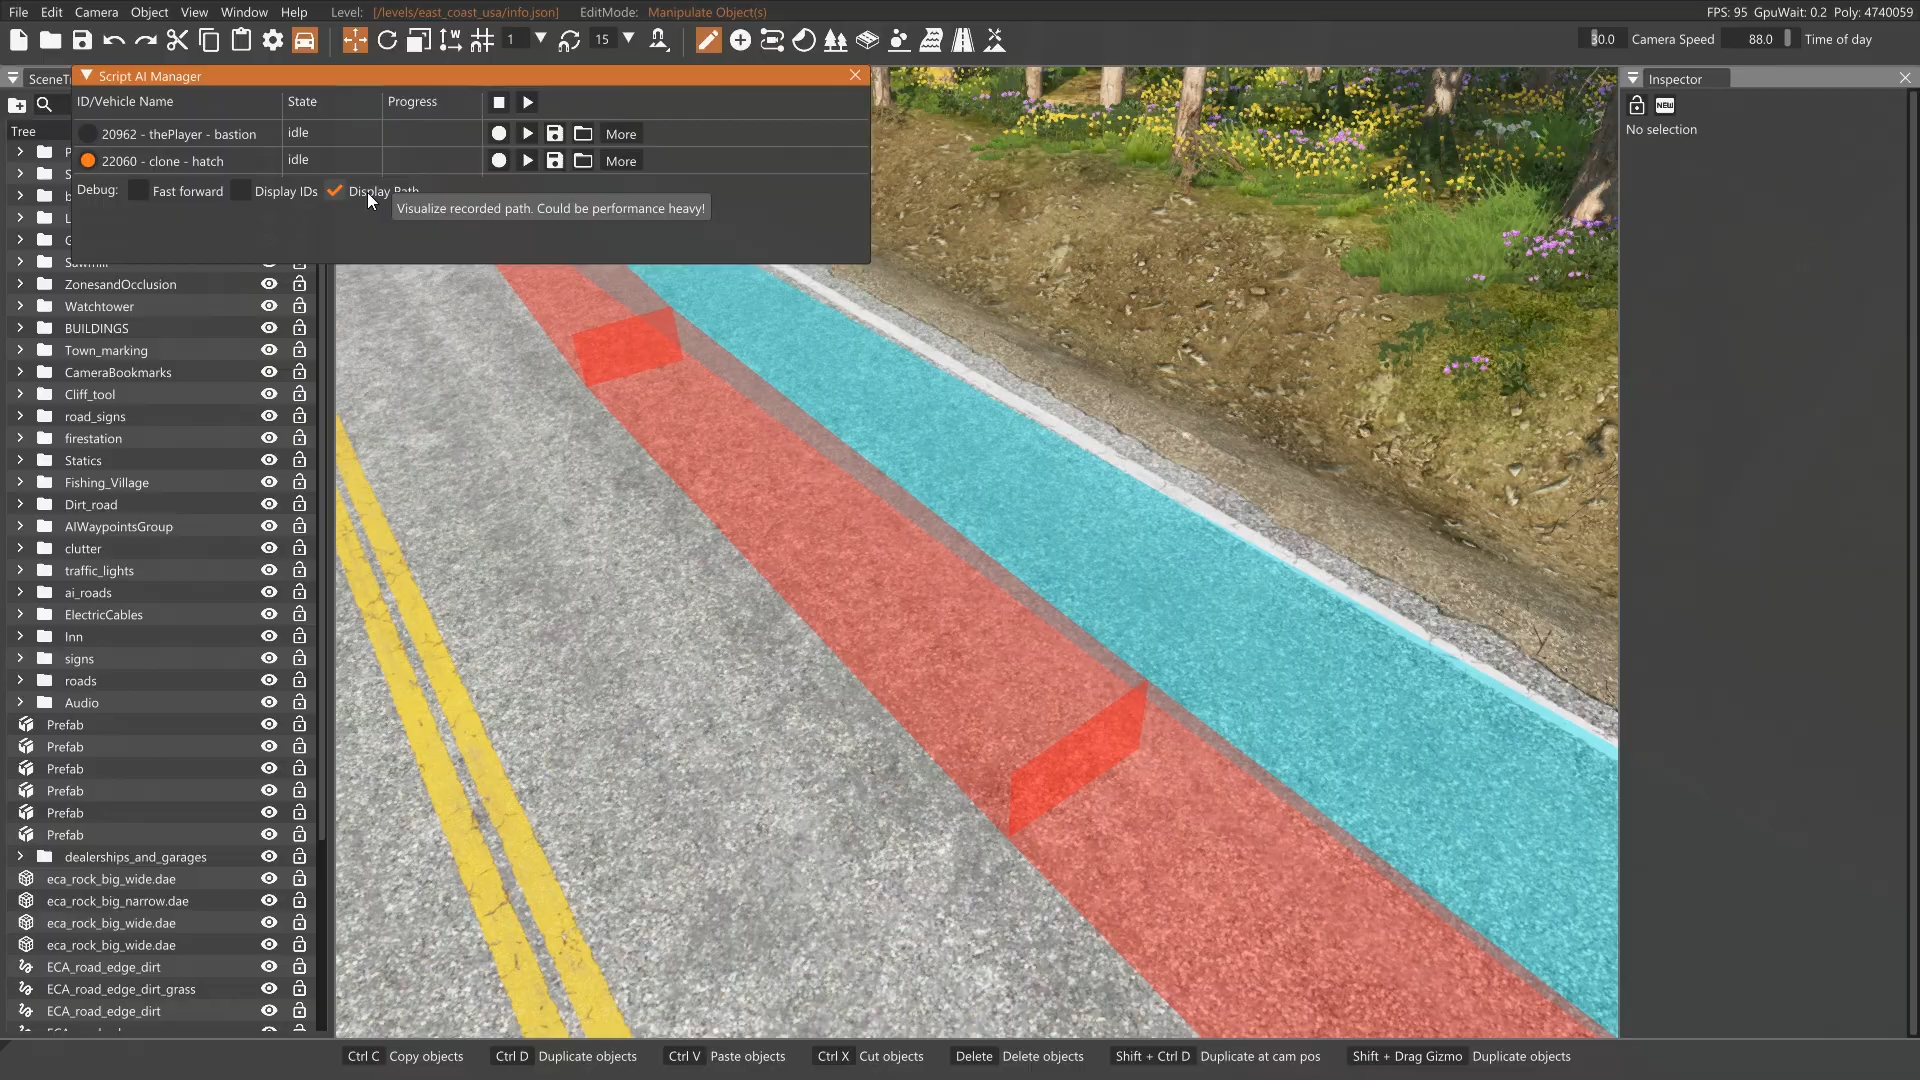 File Edit Camera Object View Window Help Level: [/levels/east_coast_usa/info.json] EditMode: Manipulate Object(s) FPS: 95 GpuWait: 0.2 Poly: 4740059
1 15 30.0 Camera Speed 88.0 Time of day
Script AI Manager
Inspector
ID/Vehicle Name State Progress
NEW
Tree
No selection
20962 - thePlayer - bastion idle More
22060 - clone - hatch idle More
Debug: Fast forward Display IDs Display Path
Visualize recorded path. Could be performance heavy!
ZonesandOcclusion
Watchtower
BUILDINGS
Town_marking
CameraBookmarks
Cliff_tool
road_signs
firestation
Statics
Fishing_Village
Dirt_road
AIWaypointsGroup
clutter
traffic_lights
ai_roads
ElectricCables
Inn
signs
roads
Audio
Prefab
Prefab
Prefab
Prefab
Prefab
Prefab
dealerships_and_garages
eca_rock_big_wide.dae
eca_rock_big_narrow.dae
eca_rock_big_wide.dae
eca_rock_big_wide.dae
ECA_road_edge_dirt
ECA_road_edge_dirt_grass
ECA_road_edge_dirt
Ctrl C Copy objects Ctrl D Duplicate objects Ctrl V Paste objects Ctrl X Cut objects Delete Delete objects Shift + Ctrl D Duplicate at cam pos Shift + Drag Gizmo Duplicate objects